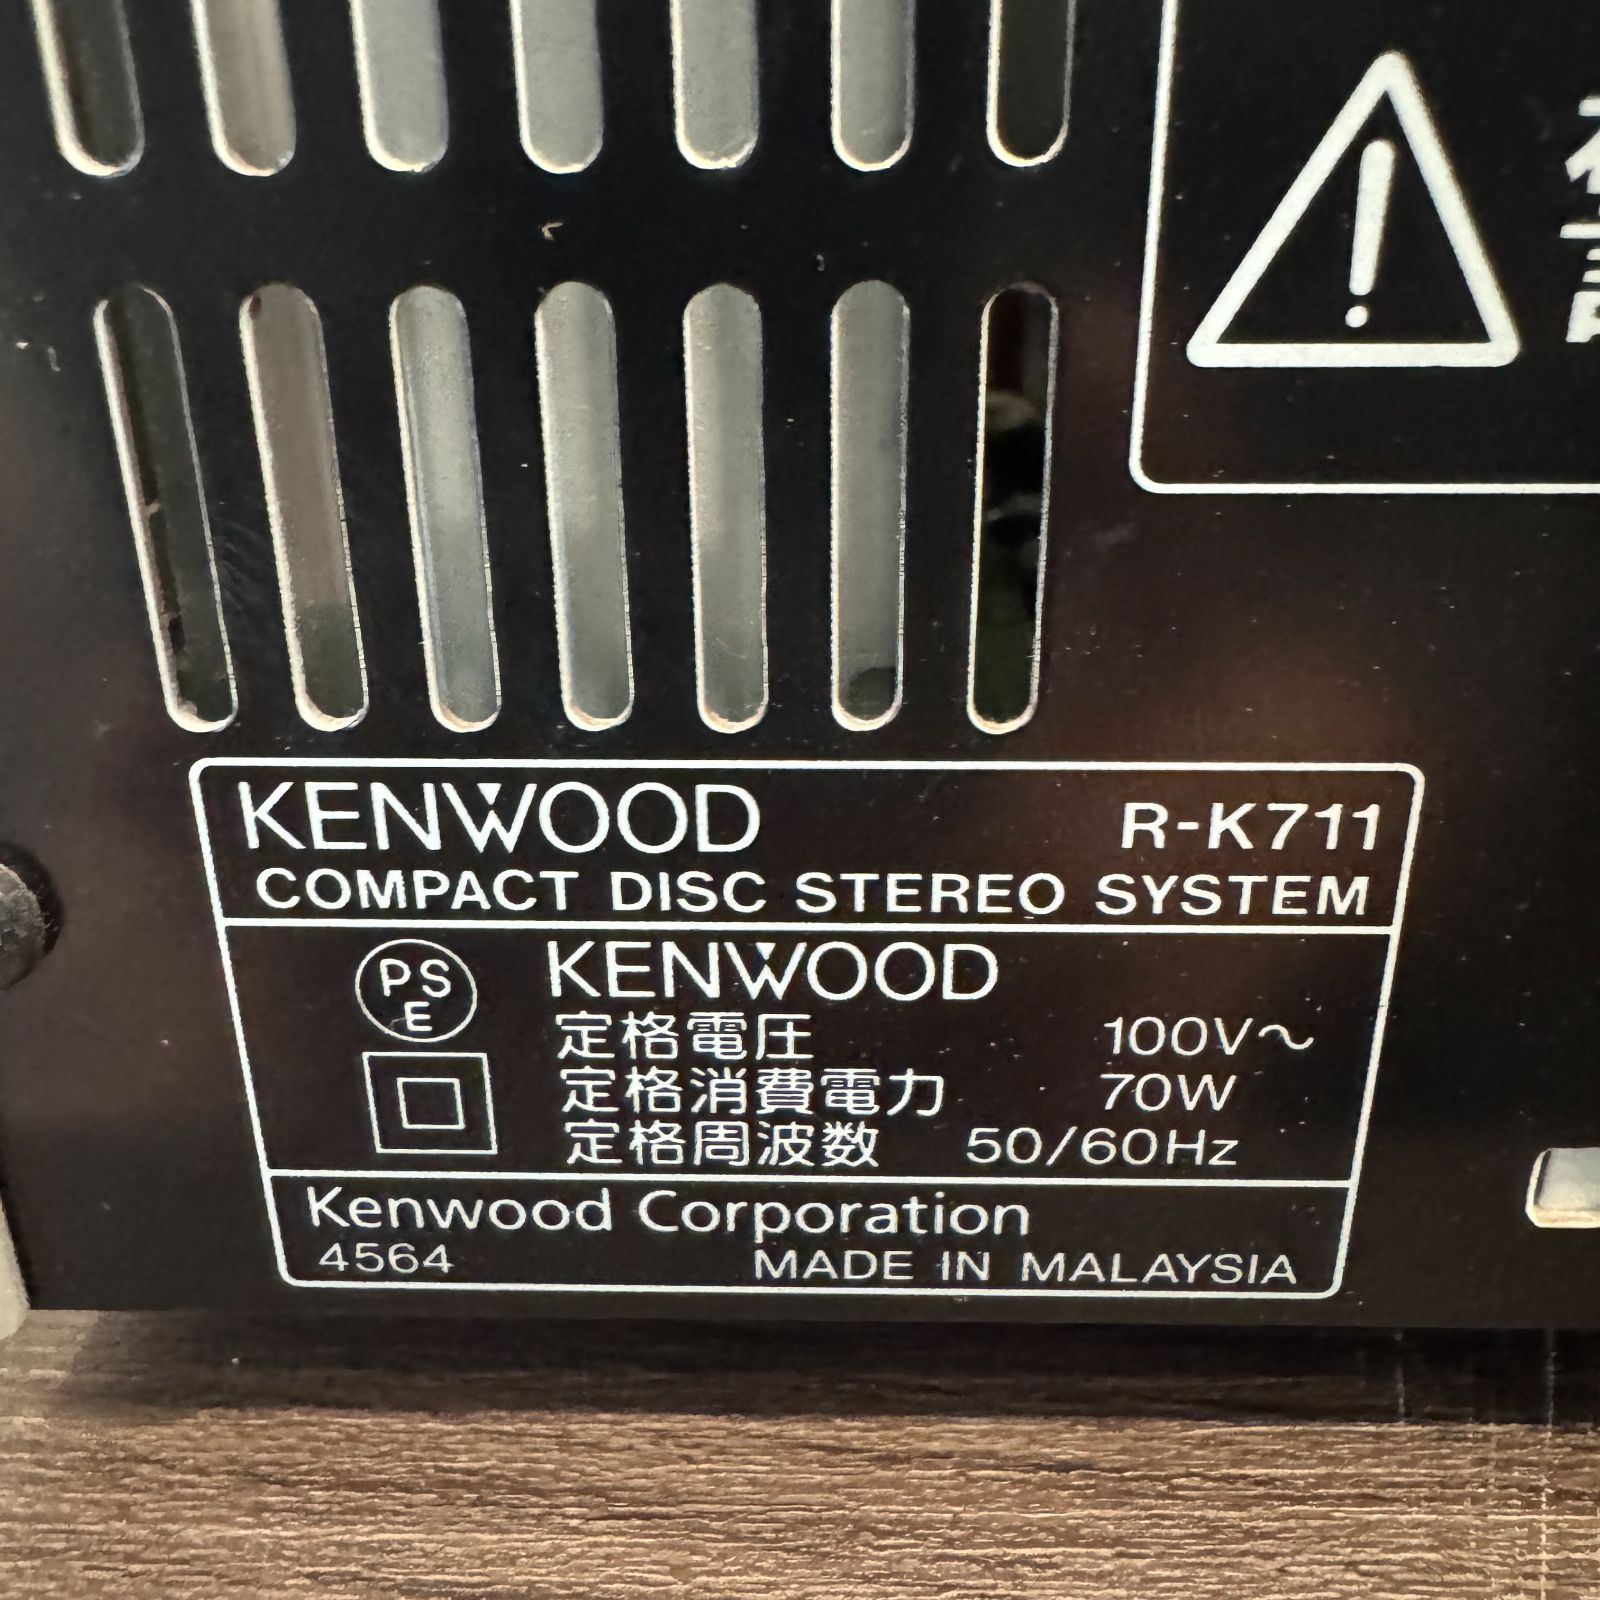 KENWOOD R-K711
COMPACT DISC STEREO SYSTEM
PS
E
KENWOOD
定格電圧 100V～
定格消費電力 70W
定格周波数 50/60Hz
Kenwood Corporation
4564 MADE IN MALAYSIA